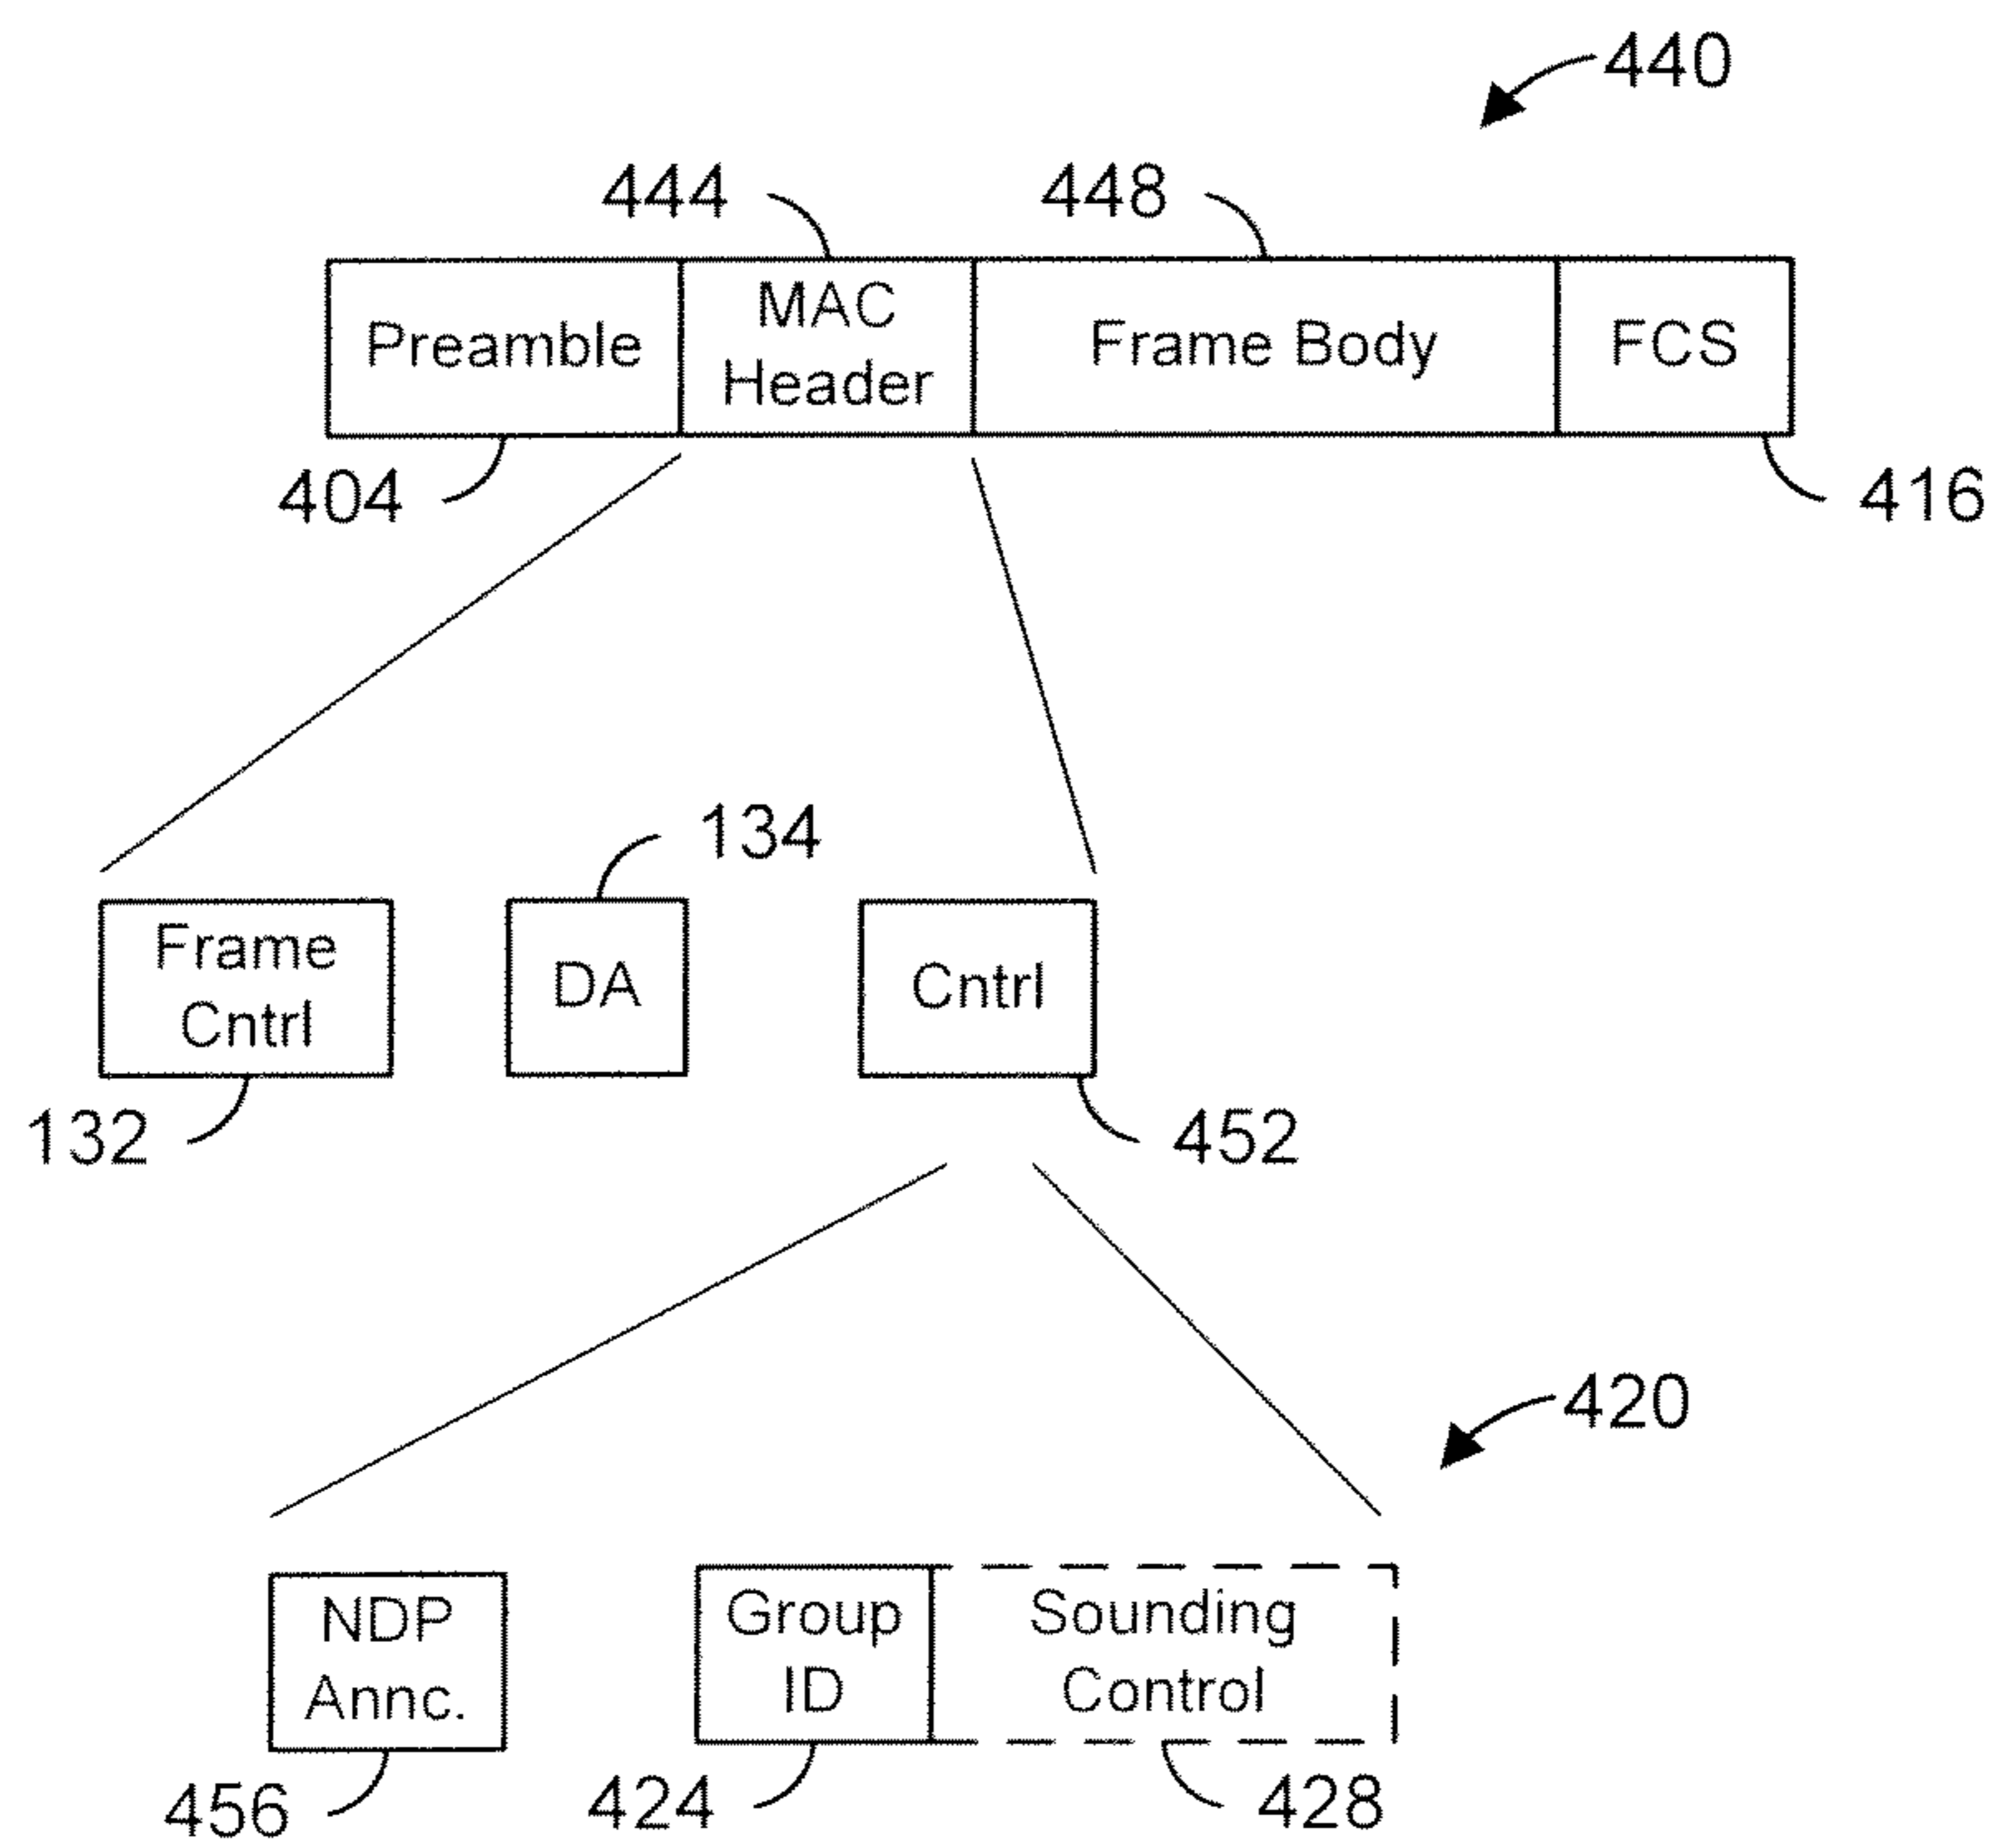 440
444
448
Preamble
MAC
Header
Frame Body
FCS
404
416
134
Frame
Cntrl
DA
Cntrl
132
452
420
NDP
Annc.
Group
ID
Sounding
Control
456
424
428